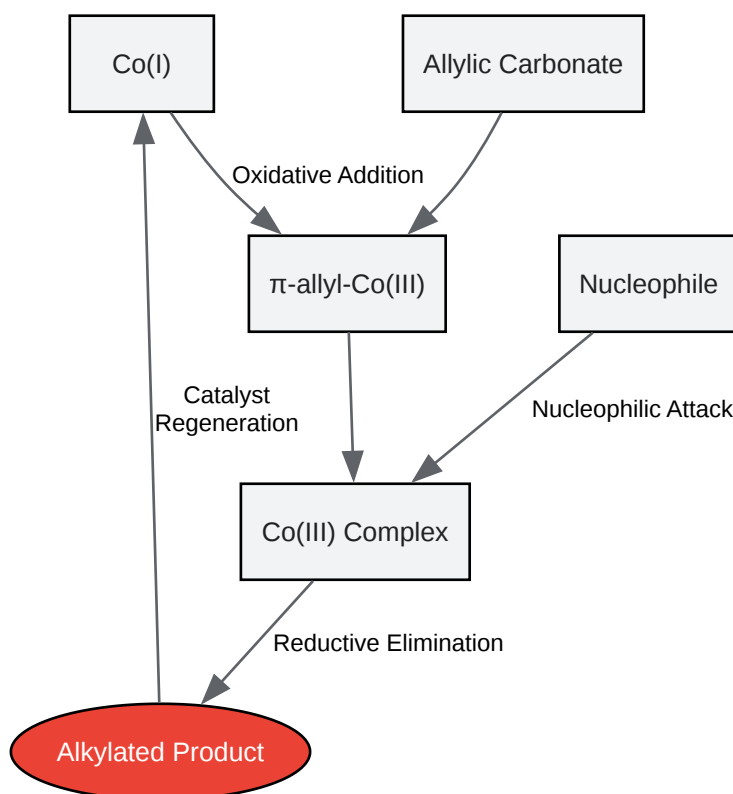 Co(I)
Allylic Carbonate
Oxidative Addition
π-allyl-Co(III)
Nucleophile
Catalyst
Regeneration
Nucleophilic Attack
Co(III) Complex
Reductive Elimination
Alkylated Product